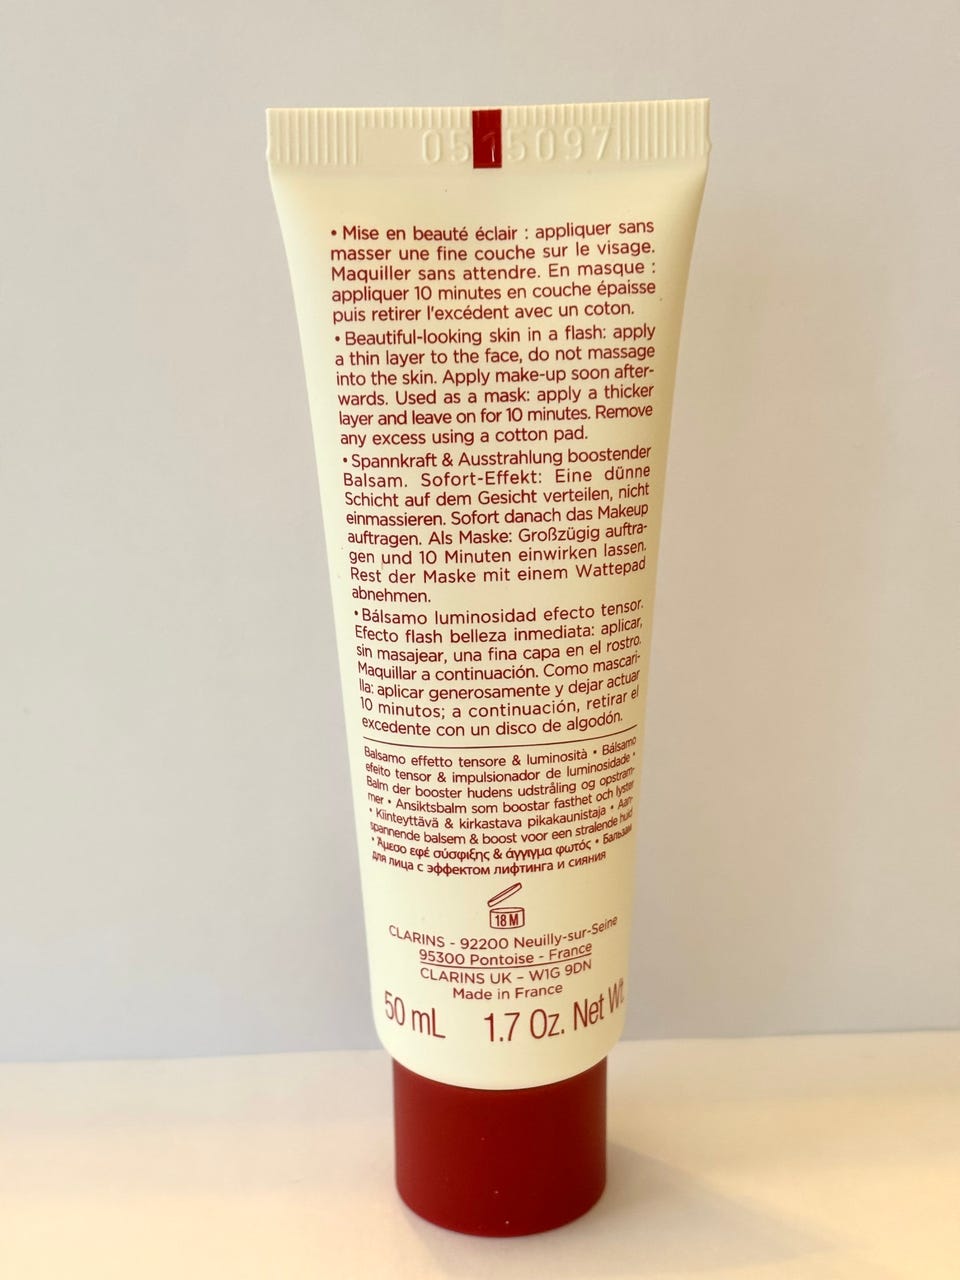 0515097
• Mise en beauté éclair : appliquer sans
masser une fine couche sur le visage.
Maquiller sans attendre. En masque :
appliquer 10 minutes en couche épaisse
puis retirer l'excédent avec un coton.
• Beautiful-looking skin in a flash: apply
a thin layer to the face, do not massage
into the skin. Apply make-up soon after-
wards. Used as a mask: apply a thicker
layer and leave on for 10 minutes. Remove
any excess using a cotton pad.
• Spannkraft & Ausstrahlung boostender
Balsam. Sofort-Effekt: Eine dünne
Schicht auf dem Gesicht verteilen, nicht
einmassieren. Sofort danach das Makeup
auftragen. Als Maske: Großzügig auftra-
gen und 10 Minuten einwirken lassen.
Rest der Maske mit einem Wattepad
abnehmen.
• Bálsamo luminosidad efecto tensor.
Efecto flash belleza inmediata: aplicar,
sin masajear, una fina capa en el rostro.
Maquillar a continuación. Como mascari-
lla: aplicar generosamente y dejar actuar
10 minutos; a continuación, retirar el
excedente con un disco de algodón.
Balsamo effetto tensore & luminosità • Bálsamo
efeito tensor & impulsionador de luminosidade •
Balm der booster hudens udstråling og opstram-
mer • Ansiktsbalm som boostar fasthet och lyster
• Kiinteyttävä & kirkastava pikakaunistaja • Aan-
spannende balsem & boost voor een stralende huid
• Άμεσο εφέ σύσφιξης & άγγιγμα φωτός • Бальзам
для лица с эффектом лифтинга и сияния
18 M
CLARINS - 92200 Neuilly-sur-Seine
95300 Pontoise - France
CLARINS UK - W1G 9DN
Made in France
50 mL 1.7 Oz. Net Wt.